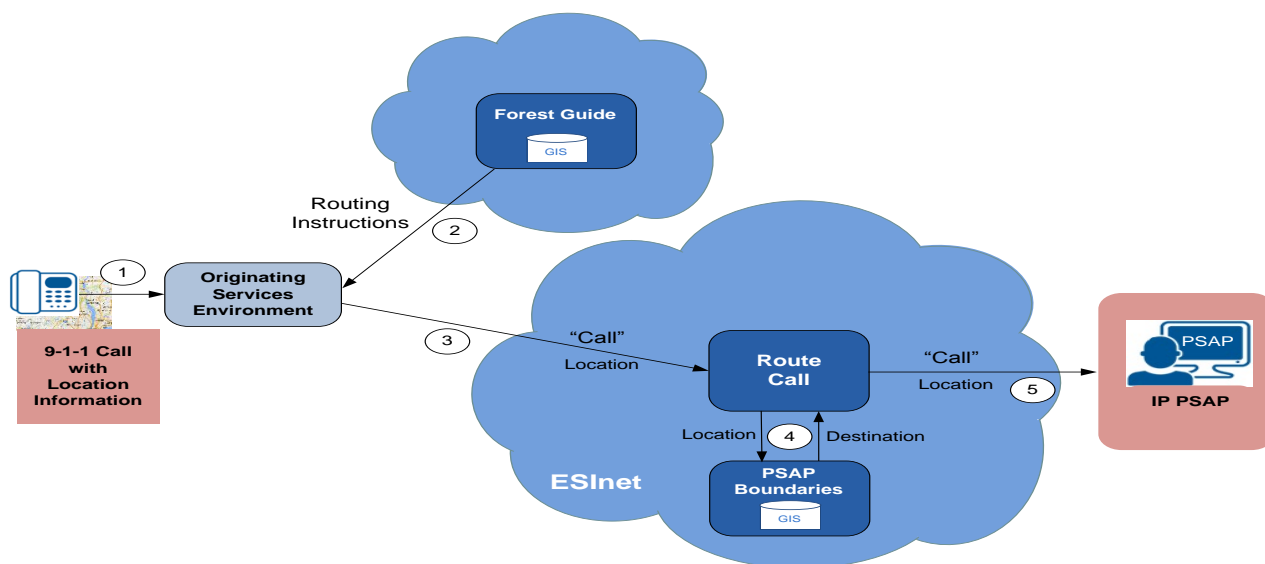 Forest Guide
GIS
Routing
Instructions
2
1
Originating
Services
Environment
9-1-1 Call
with
Location
Information
3
“Call”
Location
Route
Call
“Call”
Location
5
PSAP
IP PSAP
Location
4
Destination
ESInet
PSAP
Boundaries
GIS